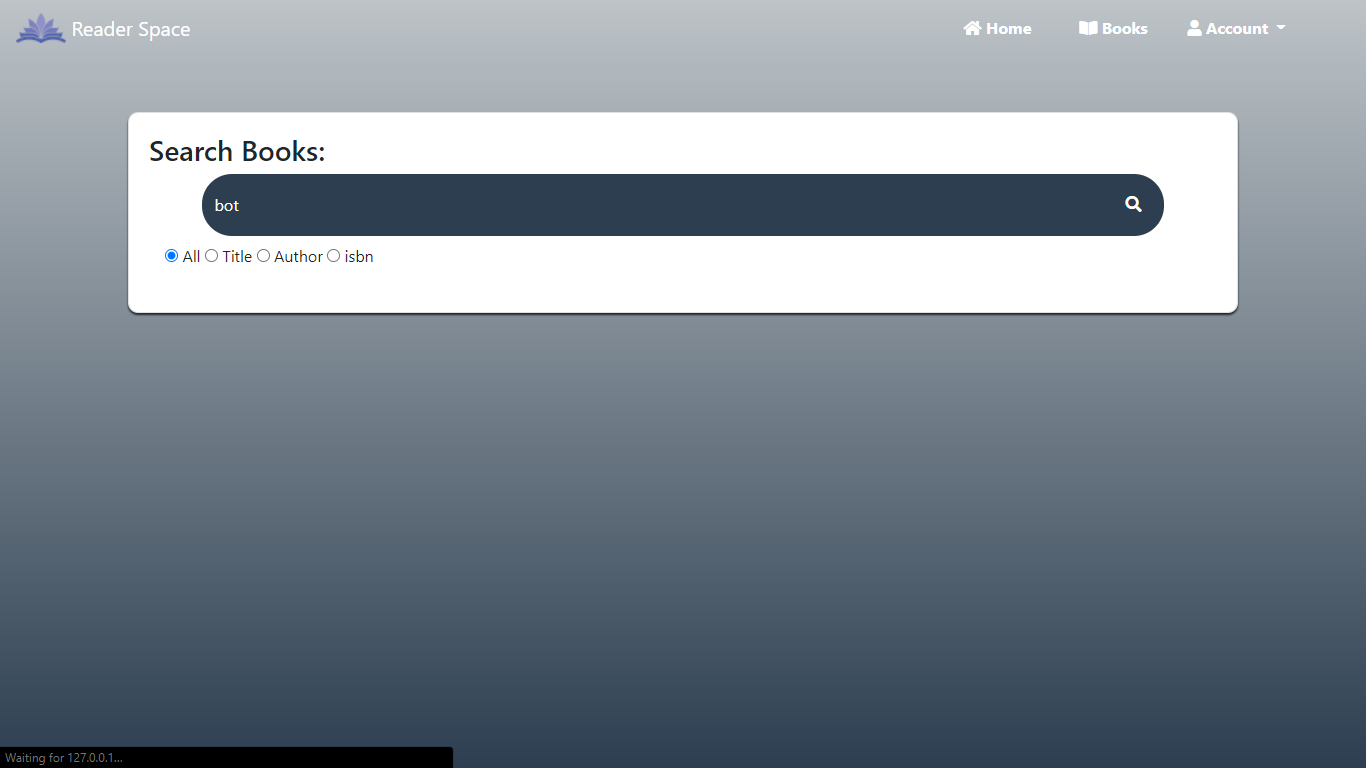 Reader Space Home Books Account
Search Books:
bot
All Title Author isbn
Waiting for 127.0.0.1...